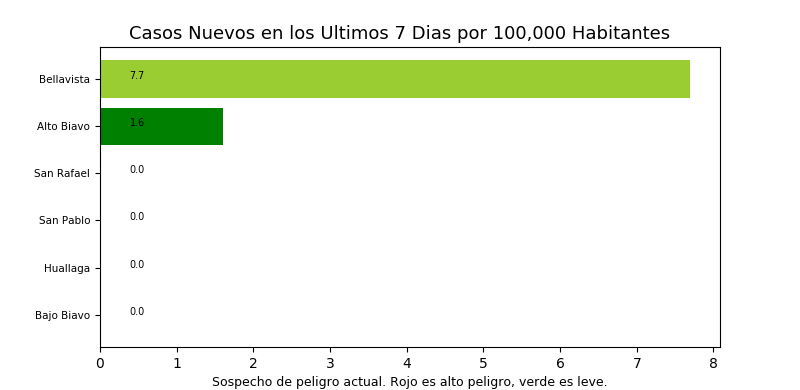 Casos Nuevos en los Ultimos 7 Dias por 100,000 Habitantes
Bellavista 7.7
Alto Biavo 1.6
San Rafael 0.0
San Pablo 0.0
Huallaga 0.0
Bajo Biavo 0.0
0 1 2 3 4 5 6 7 8
Sospecho de peligro actual. Rojo es alto peligro, verde es leve.